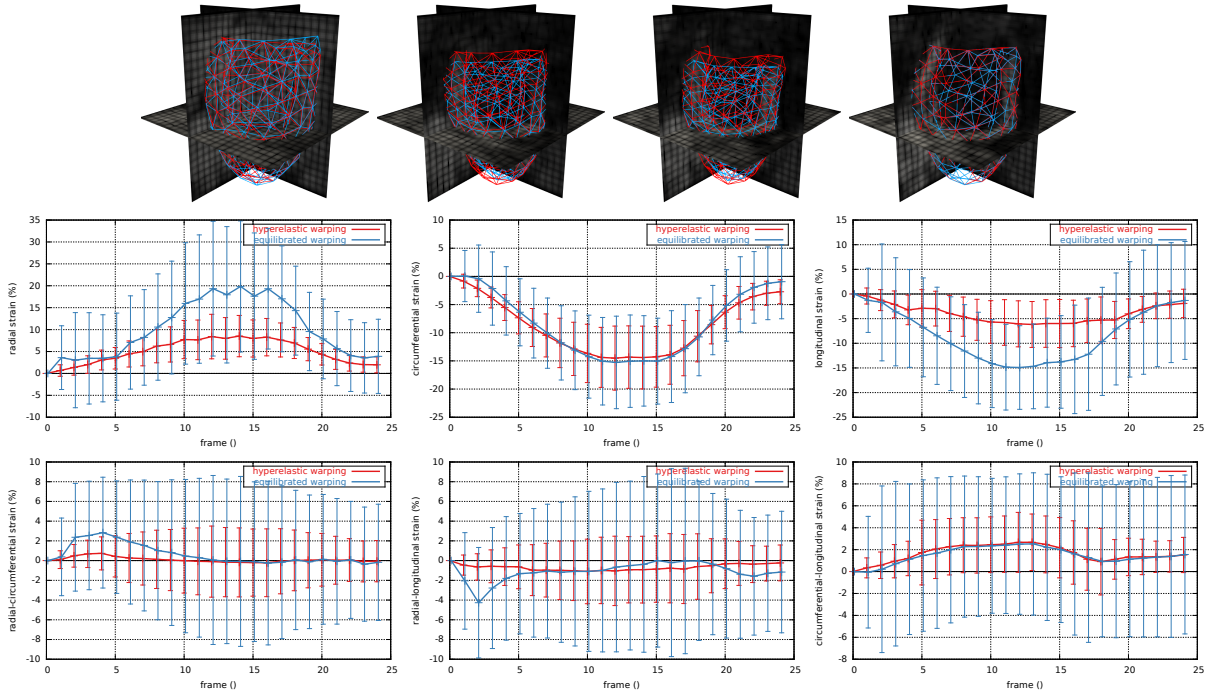 35
30
25
20
15
10
5
0
-5
-10
radial strain (%)
hyperelastic warping
equilibrated warping
0 5 10 15 20 25
frame ()
10
5
0
-5
-10
-15
-20
-25
circumferential strain (%)
hyperelastic warping
equilibrated warping
0 5 10 15 20 25
frame ()
15
10
5
0
-5
-10
-15
-20
-25
longitudinal strain (%)
hyperelastic warping
equilibrated warping
0 5 10 15 20 25
frame ()
10
8
6
4
2
0
-2
-4
-6
-8
-10
radial-circumferential strain (%)
hyperelastic warping
equilibrated warping
0 5 10 15 20 25
frame ()
10
8
6
4
2
0
-2
-4
-6
-8
-10
radial-longitudinal strain (%)
hyperelastic warping
equilibrated warping
0 5 10 15 20 25
frame ()
10
8
6
4
2
0
-2
-4
-6
-8
circumferential-longitudinal strain (%)
hyperelastic warping
equilibrated warping
0 5 10 15 20 25
frame ()